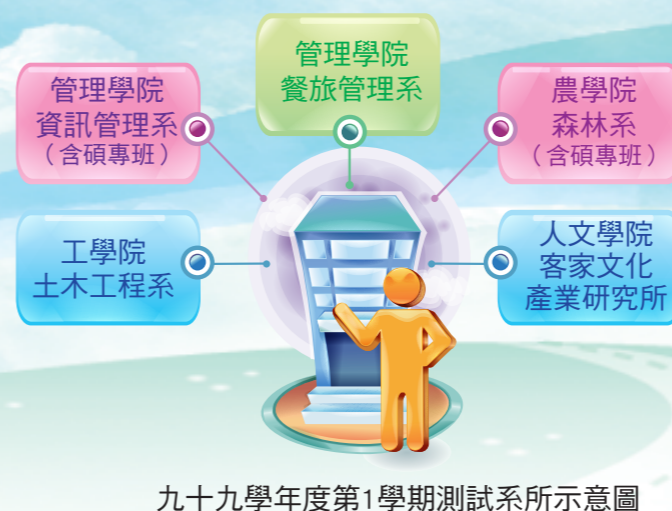 管理學院
餐旅管理系
管理學院
資訊管理系
（含碩專班）
農學院
森林系
（含碩專班）
工學院
土木工程系
人文學院
客家文化
產業研究所
九十九學年度第1學期測試系所示意圖